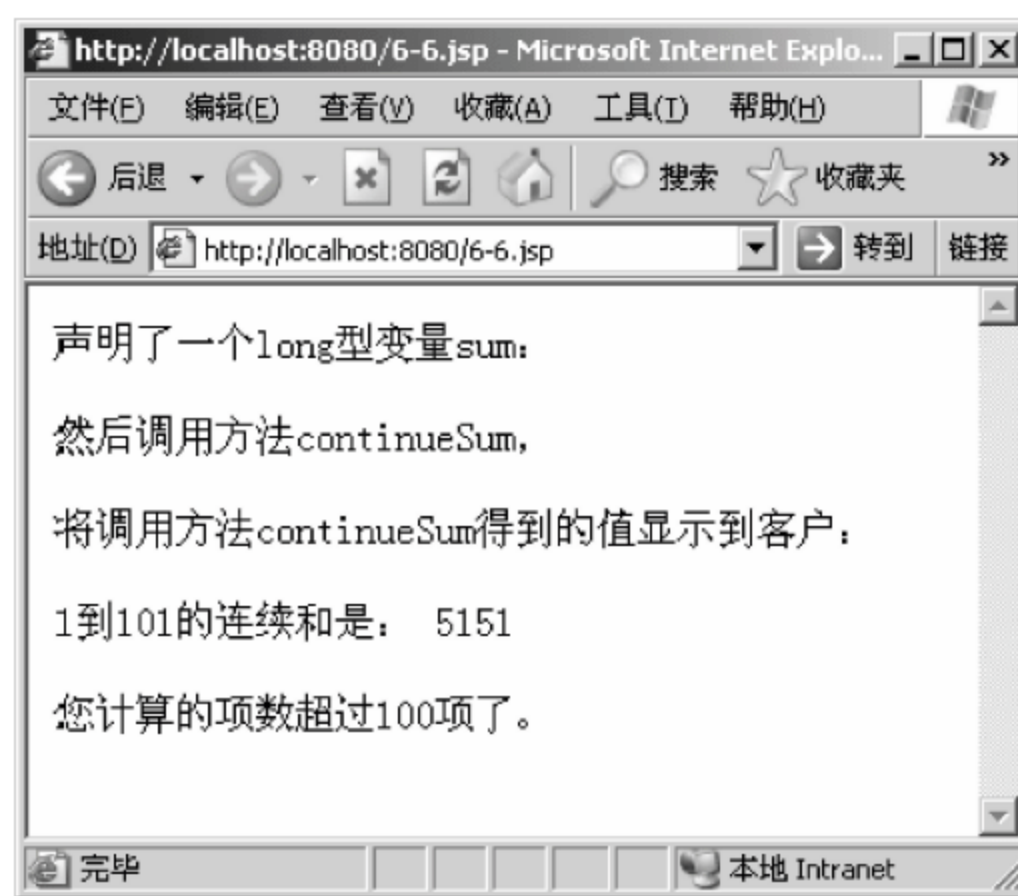 http://localhost:8080/6-6.jsp - Microsoft Internet Explo...
文件(F) 编辑(E) 查看(V) 收藏(A) 工具(T) 帮助(H)
后退 搜索 收藏夹 »
地址(D) http://localhost:8080/6-6.jsp 转到 链接
声明了一个long型变量sum:
然后调用方法continueSum,
将调用方法continueSum得到的值显示到客户:
1到101的连续和是: 5151
您计算的项数超过100项了。
完毕 本地 Intranet